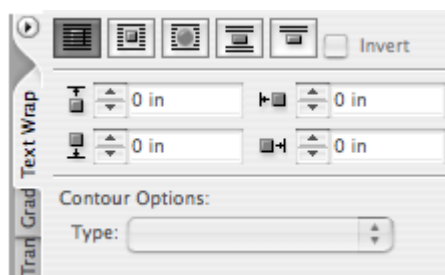 Invert
0 in
0 in
0 in
0 in
Contour Options:
Type:
Text Wrap
Grad
Tran